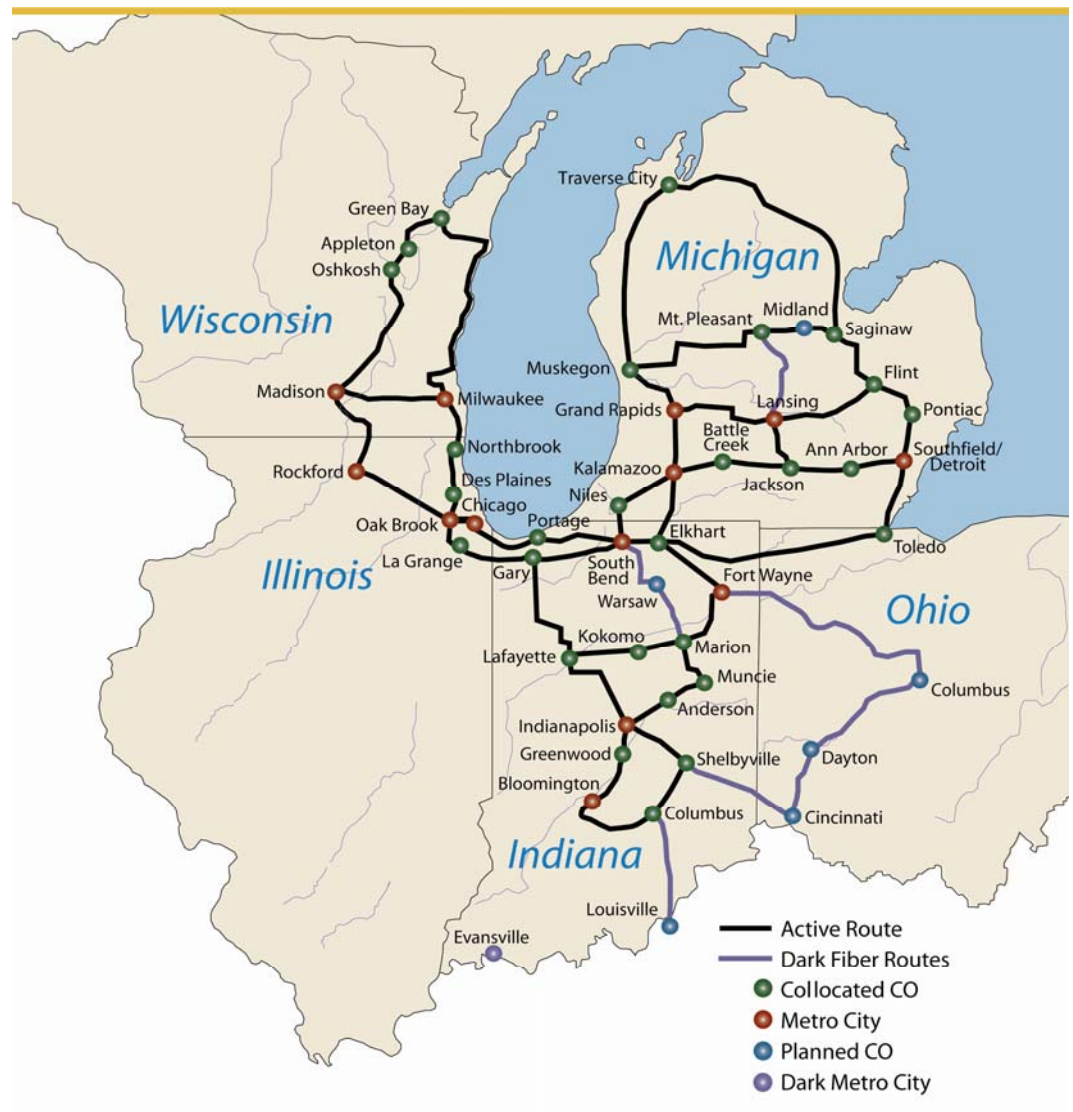 Traverse City
Green Bay
Appleton
Oshkosh
Michigan
Wisconsin
Midland
Mt. Pleasant
Saginaw
Muskegon
Flint
Madison
Milwaukee
Grand Rapids
Lansing
Pontiac
Northbrook
Battle
Creek
Ann Arbor
Southfield/
Detroit
Rockford
Kalamazoo
Jackson
Des Plaines
Niles
Chicago
Oak Brook
Portage
Elkhart
Toledo
La Grange
Gary
South
Bend
Fort Wayne
Illinois
Warsaw
Ohio
Kokomo
Marion
Lafayette
Muncie
Columbus
Anderson
Indianapolis
Greenwood
Shelbyville
Dayton
Bloomington
Columbus
Cincinnati
Indiana
Louisville
Evansville
Active Route
Dark Fiber Routes
Collocated CO
Metro City
Planned CO
Dark Metro City